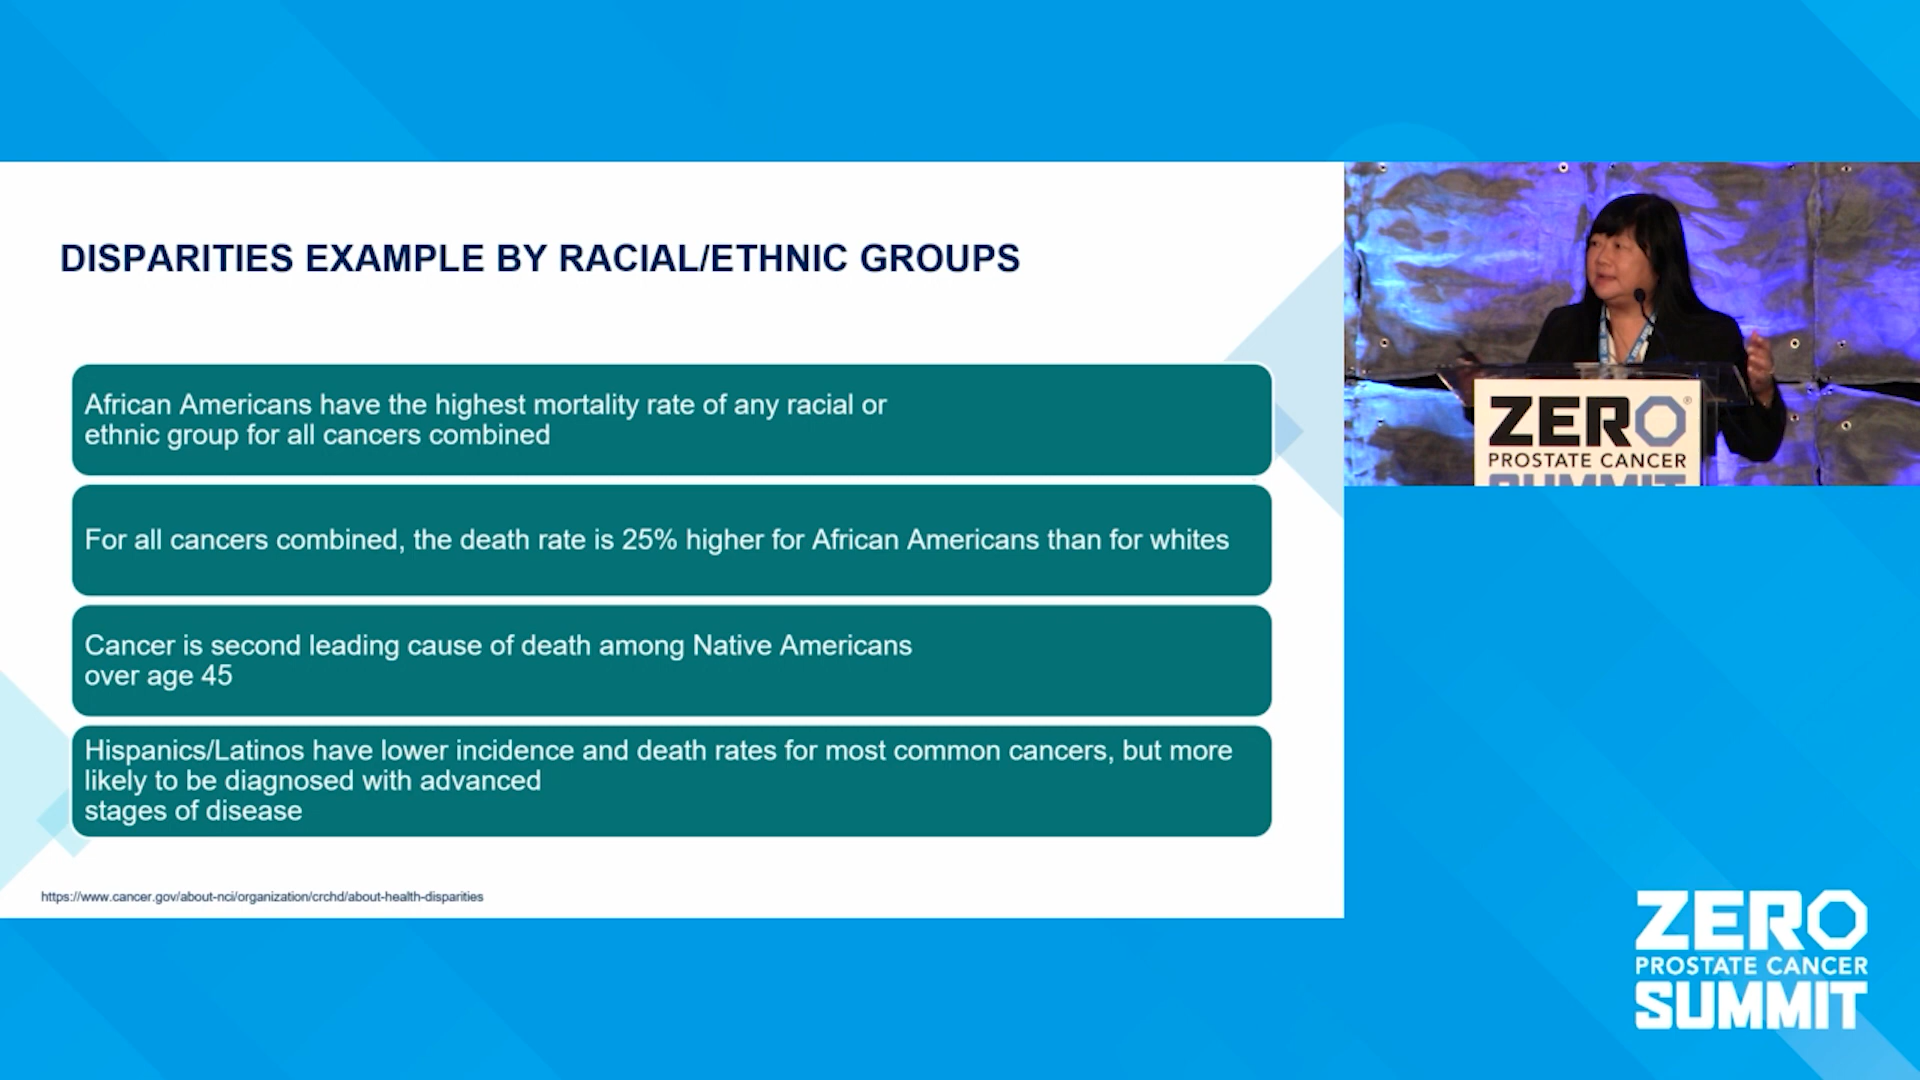 DISPARITIES EXAMPLE BY RACIAL/ETHNIC GROUPS
African Americans have the highest mortality rate of any racial or
ethnic group for all cancers combined
For all cancers combined, the death rate is 25% higher for African Americans than for whites
Cancer is second leading cause of death among Native Americans
over age 45
Hispanics/Latinos have lower incidence and death rates for most common cancers, but more
likely to be diagnosed with advanced
stages of disease
https://www.cancer.gov/about-nci/organization/crchd/about-health-disparities
ZERO®
PROSTATE CANCER
SUMMIT
ZERO
PROSTATE CANCER
SUMMIT